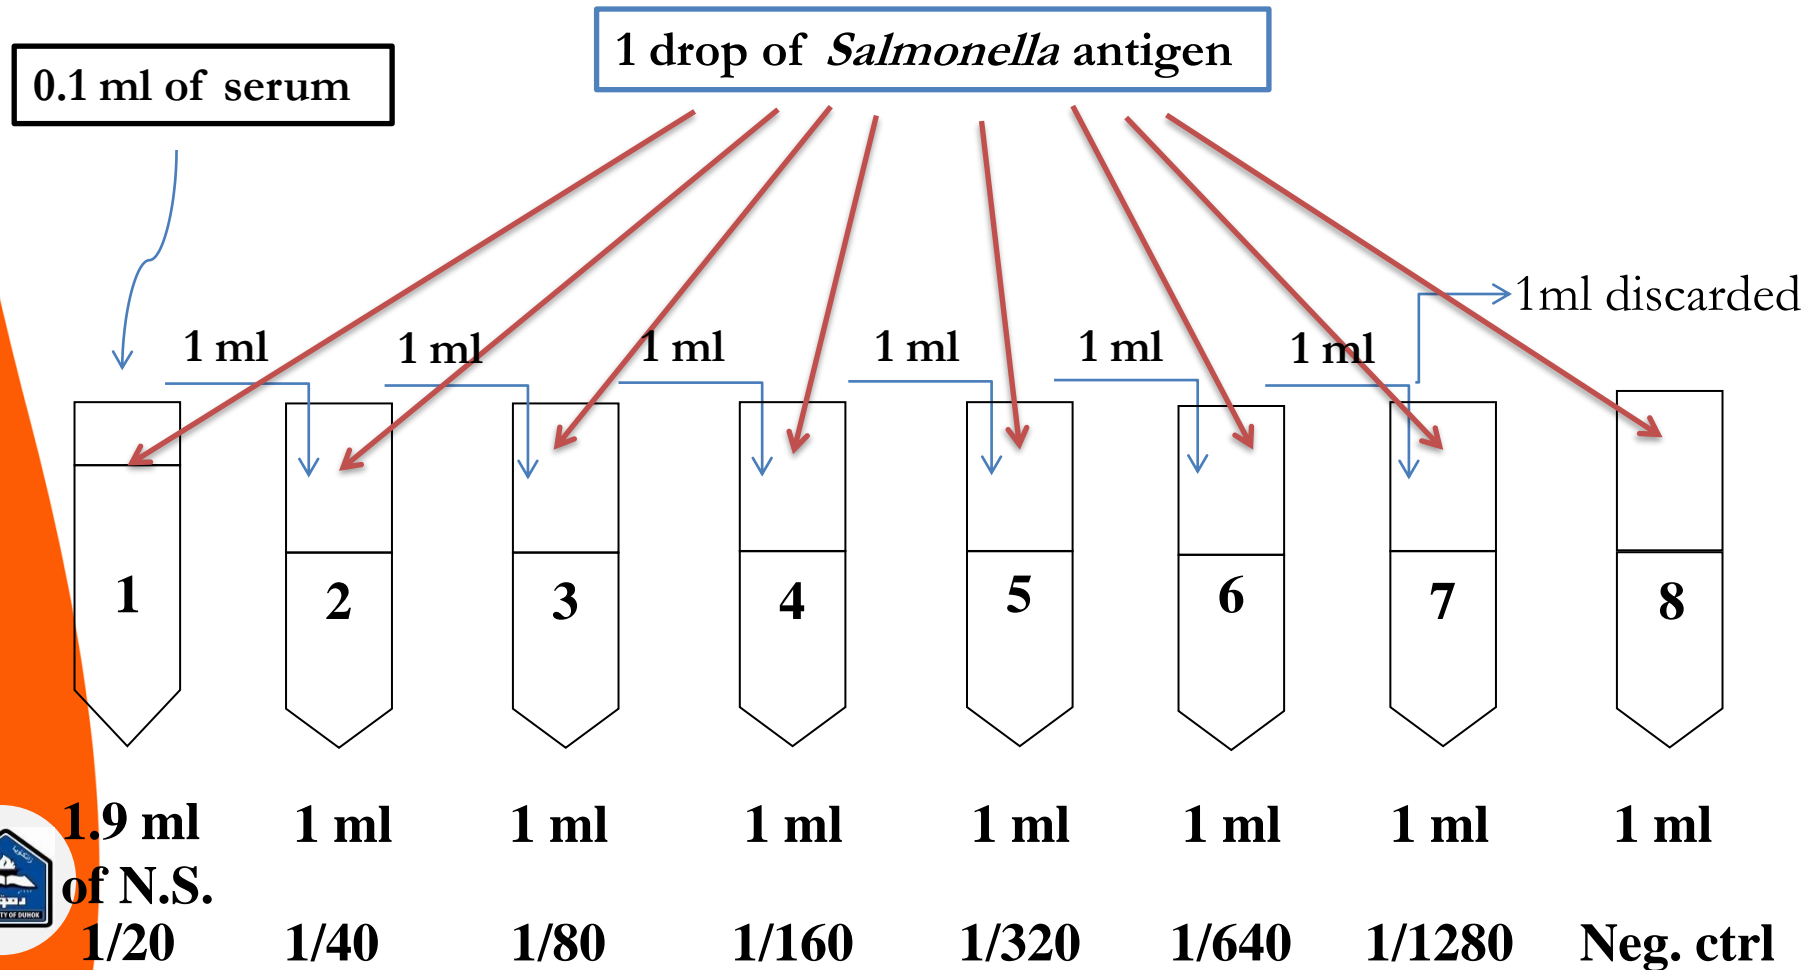 1 drop of Salmonella antigen
0.1 ml of serum
1ml discarded
1 ml 1 ml 1 ml 1 ml 1 ml 1 ml
1 2 3 4 5 6 7 8
1.9 ml 1 ml 1 ml 1 ml 1 ml 1 ml 1 ml 1 ml
of N.S.
1/20 1/40 1/80 1/160 1/320 1/640 1/1280 Neg. ctrl
TY OF DUHOK